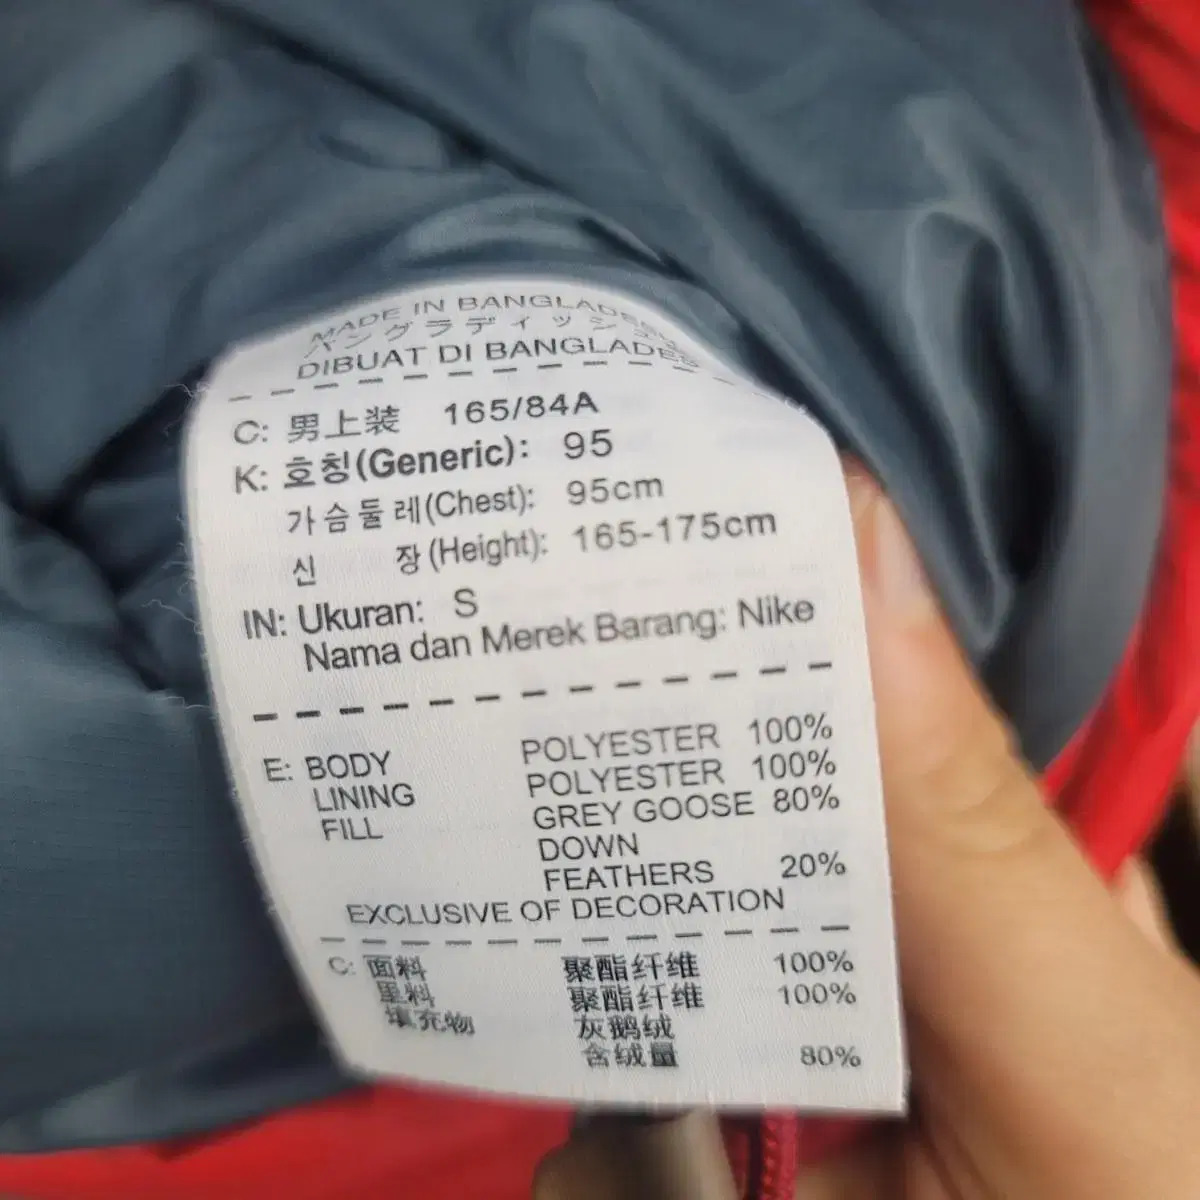 MADE IN BANGLADESH
バングラディッシュ
DIBUAT DI BANGLADES
C: 男上装 165/84A
K: 호칭(Generic): 95
가슴둘레(Chest): 95cm
신 장(Height): 165-175cm
IN: Ukuran: S
Nama dan Merek Barang: Nike
E: BODY POLYESTER 100%
LINING POLYESTER 100%
FILL GREY GOOSE 80%
DOWN
FEATHERS 20%
EXCLUSIVE OF DECORATION
C: 面料 聚酯纤维 100%
里料 聚酯纤维 100%
填充物 灰鹅绒
含绒量 80%